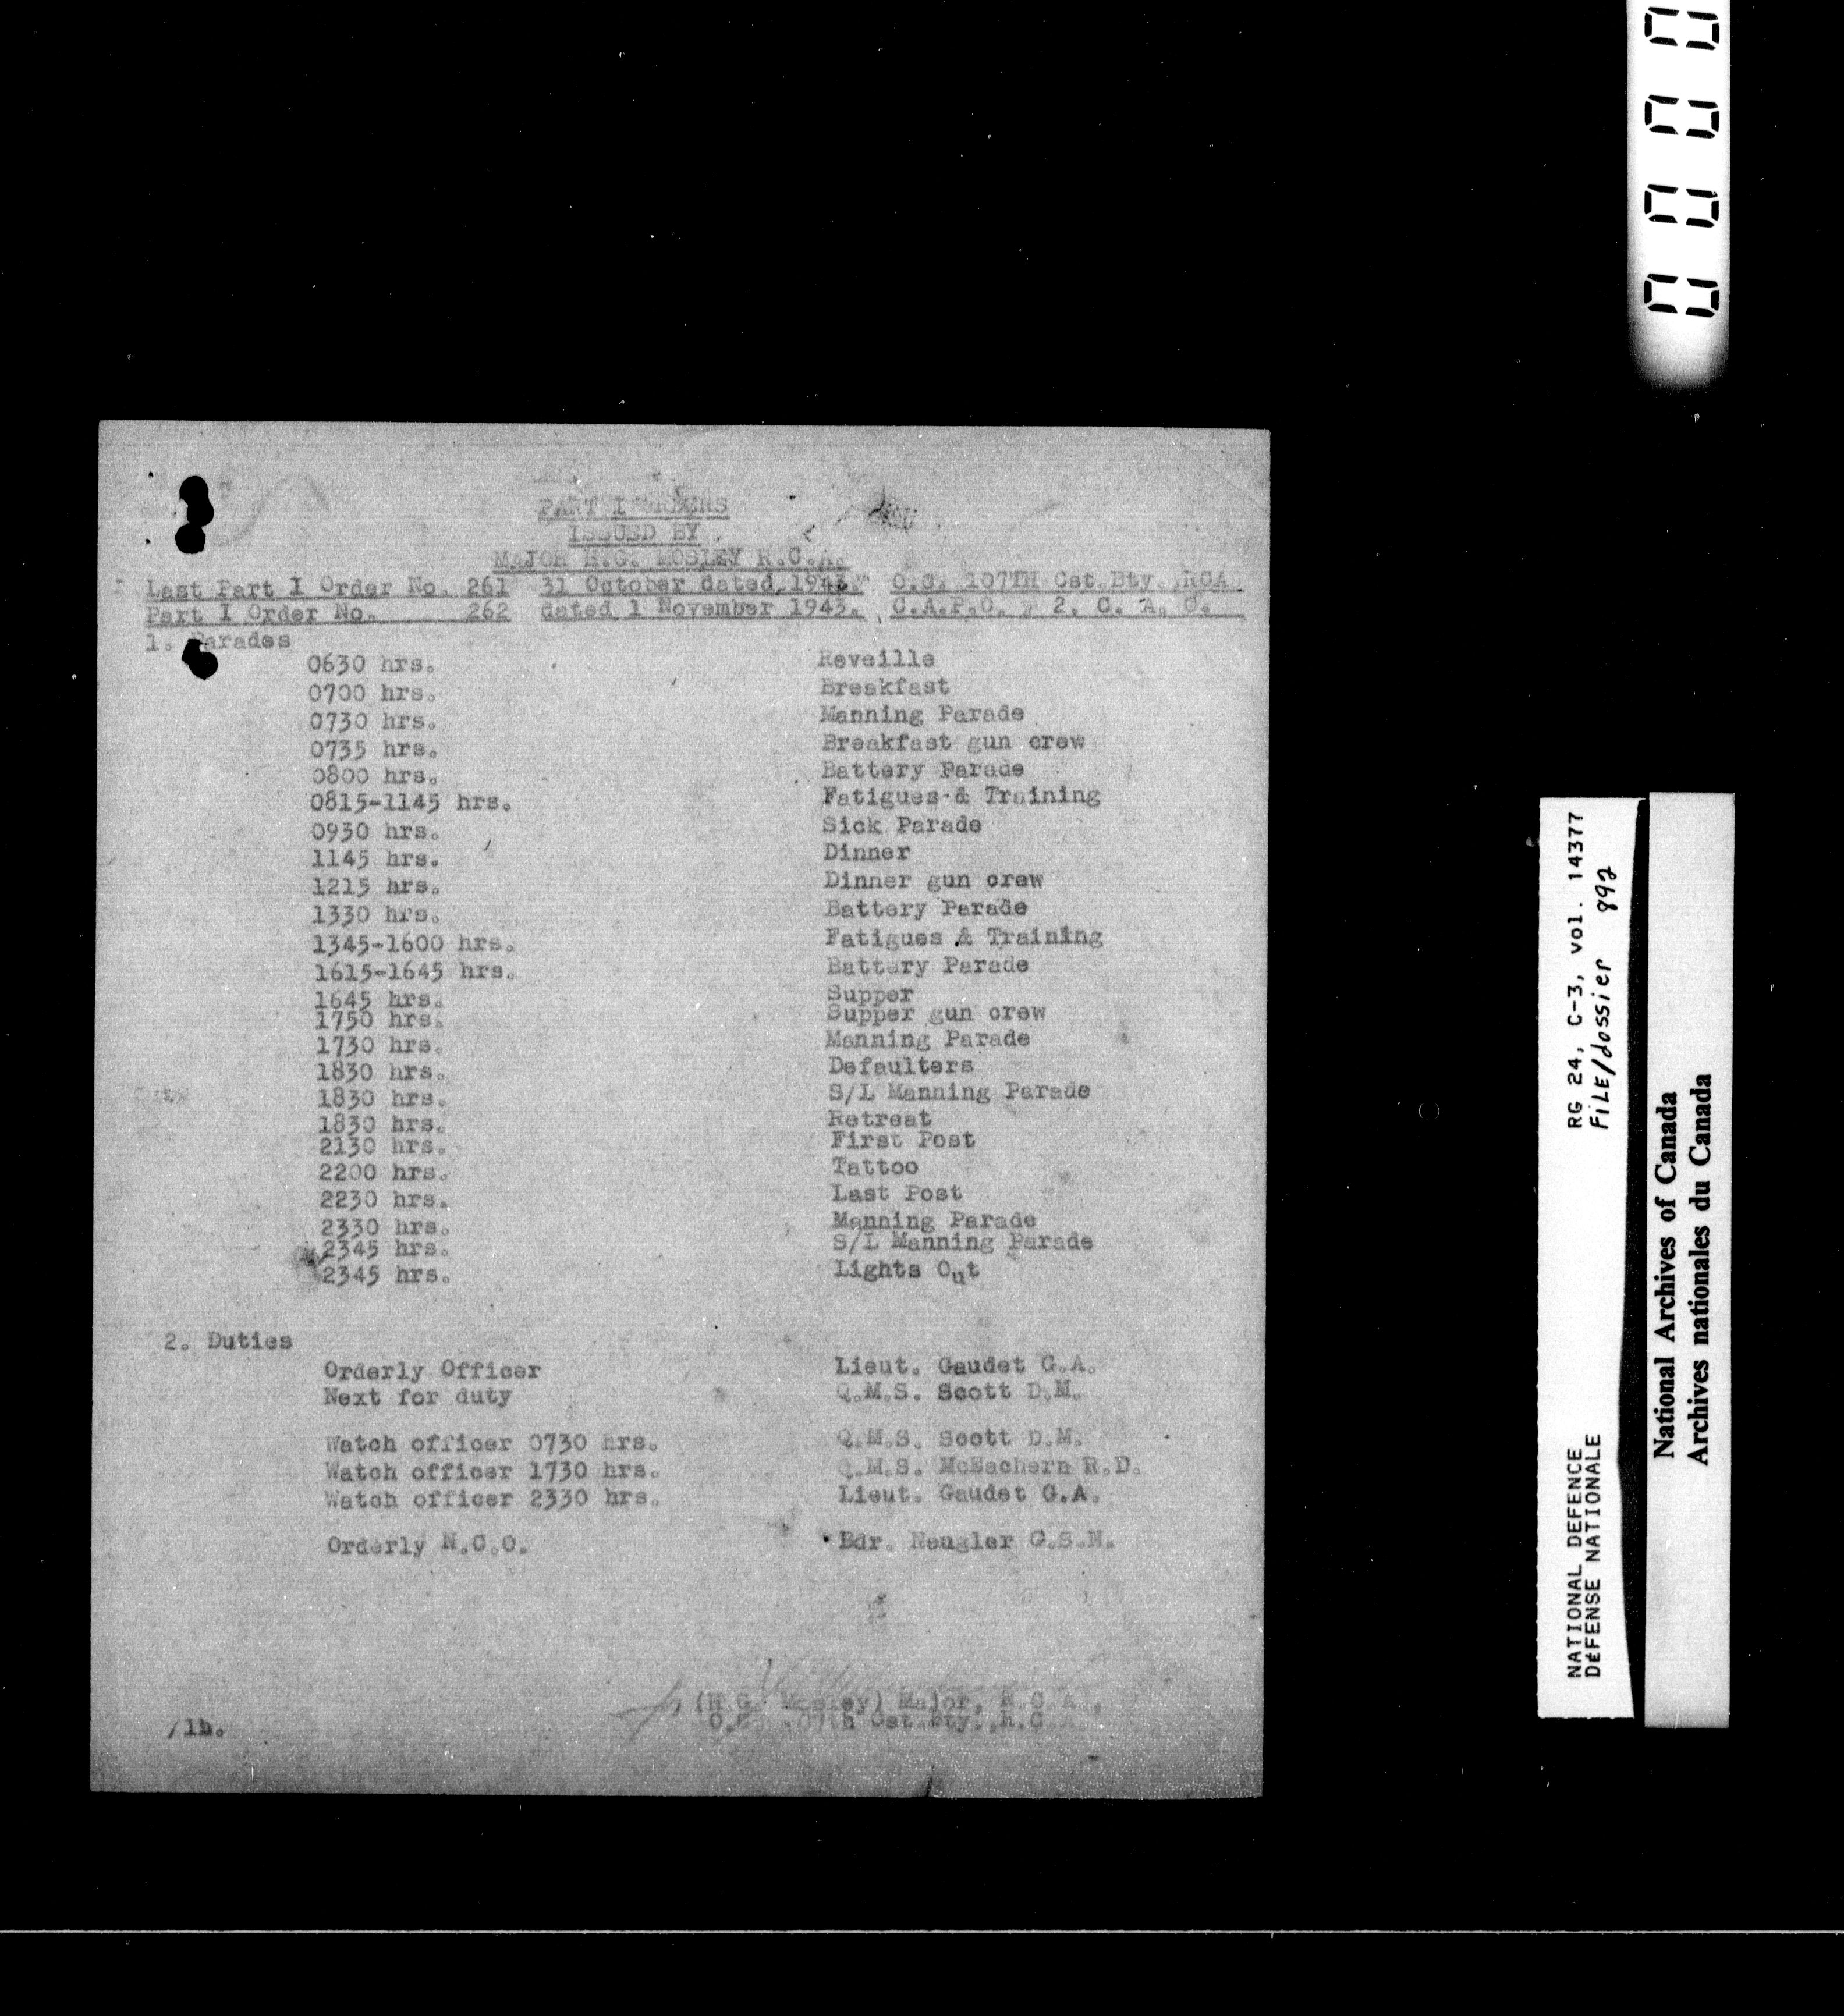 PART I ORDERS
ISSUED BY
MAJOR H.G. MOSLEY R.C.A.
Last Part I Order No. 261 31 October dated, 1943. O.C. 107TH Cst.Bty. RCA.
Part I Order No. 262 dated 1 November 1943. C.A.P.O. # 2. C. A. O.
1. Parades
0630 hrs. Reveille
0700 hrs. Breakfast
0730 hrs. Manning Parade
0735 hrs. Breakfast gun crew
0800 hrs. Battery Parade
0815-1145 hrs. Fatigues & Training
0930 hrs. Sick Parade
1145 hrs. Dinner
1215 hrs. Dinner gun crew
1330 hrs. Battery Parade
1345-1600 hrs. Fatigues & Training
1615-1645 hrs. Battery Parade
1645 hrs. Supper
1750 hrs. Supper gun crew
1730 hrs. Manning Parade
1830 hrs. Defaulters
1830 hrs. S/L Manning Parade
1830 hrs. Retreat
2130 hrs. First Post
2200 hrs. Tattoo
2230 hrs. Last Post
2330 hrs. Manning Parade
2345 hrs. S/L Manning Parade
2345 hrs. Lights Out
2. Duties
Orderly Officer Lieut. Gaudet G.A.
Next for duty Q.M.S. Scott D.M.
Watch officer 0730 hrs. Q.M.S. Scott D.M.
Watch officer 1730 hrs. Q.M.S. McEachern R.D.
Watch officer 2330 hrs. Lieut. Gaudet G.A.
Orderly N.C.O. Bdr. Neugler G.S.M.
(H.G. Mosley) Major, R.C.A.,
O.C. 107th Cst.Bty.,R.C.
/lb.
0000
RG 24, C-3, vol. 14377
FILE/dossier 892
NATIONAL DEFENCE
DÉFENSE NATIONALE
National Archives of Canada
Archives nationales du Canada